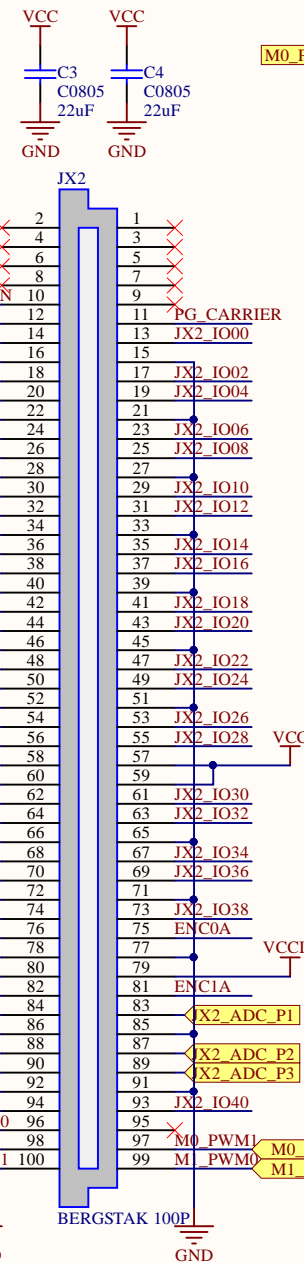 VCC VCC
M0_P
C3 C4
C0805 C0805
22uF 22uF
GND GND
JX2
2 1
4 3
6 5
8 7
N 10 9
12 11 PG_CARRIER
14 13 JX2_IO00
16 15
18 17 JX2_IO02
20 19 JX2_IO04
22 21
24 23 JX2_IO06
26 25 JX2_IO08
28 27
30 29 JX2_IO10
32 31 JX2_IO12
34 33
36 35 JX2_IO14
38 37 JX2_IO16
40 39
42 41 JX2_IO18
44 43 JX2_IO20
46 45
48 47 JX2_IO22
50 49 JX2_IO24
52 51
54 53 JX2_IO26
56 55 JX2_IO28
VCC
58 57
60 59
62 61 JX2_IO30
64 63 JX2_IO32
66 65
68 67 JX2_IO34
70 69 JX2_IO36
72 71
74 73 JX2_IO38
76 75 ENC0A
78 77
80 79
82 81 ENC1A
84 83 JX2_ADC_P1
86 85
88 87 JX2_ADC_P2
90 89 JX2_ADC_P3
92 91
94 93 JX2_IO40
0 96 95
98 97 M0_PWM1 M0_
1 100 99 M1_PWM0 M1_
BERGSTAK 100P
GND